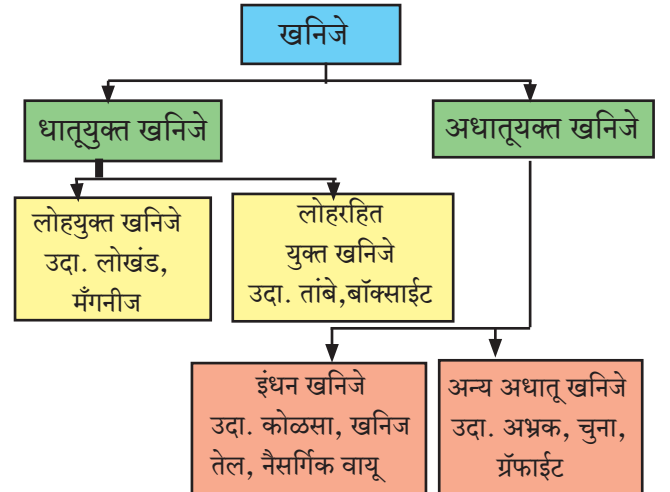 खनिजे
धातूयुक्त खनिजे
अधातूयक्त खनिजे
लोहयुक्त खनिजे
उदा. लोखंड,
मँगनीज
लोहरहित
युक्त खनिजे
उदा. तांबे,बॉक्साईट
इंधन खनिजे
उदा. कोळसा, खनिज
तेल, नैसर्गिक वायू
अन्य अधातू खनिजे
उदा. अभ्रक, चुना,
ग्रॅफाईट